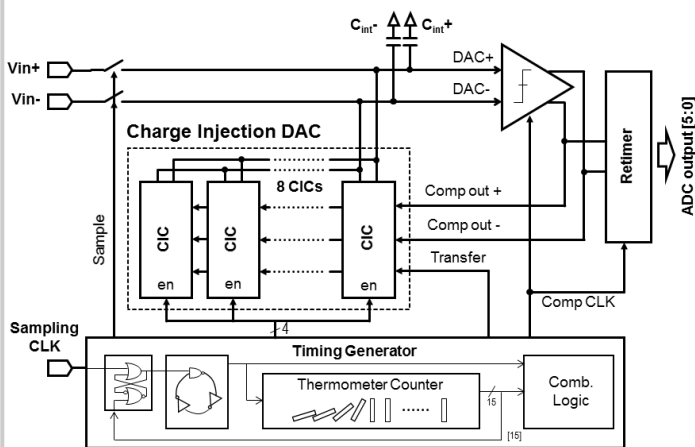 Cint- Cint+
Vin+
DAC+
Vin-
DAC-
Charge Injection DAC
8 CICs
CIC
CIC
CIC
en
en
en
Comp out +
Comp out -
Transfer
Retimer
ADC output [5:0]
Sample
Comp CLK
4
Sampling
CLK
Timing Generator
Thermometer Counter
15
[15]
Comb.
Logic